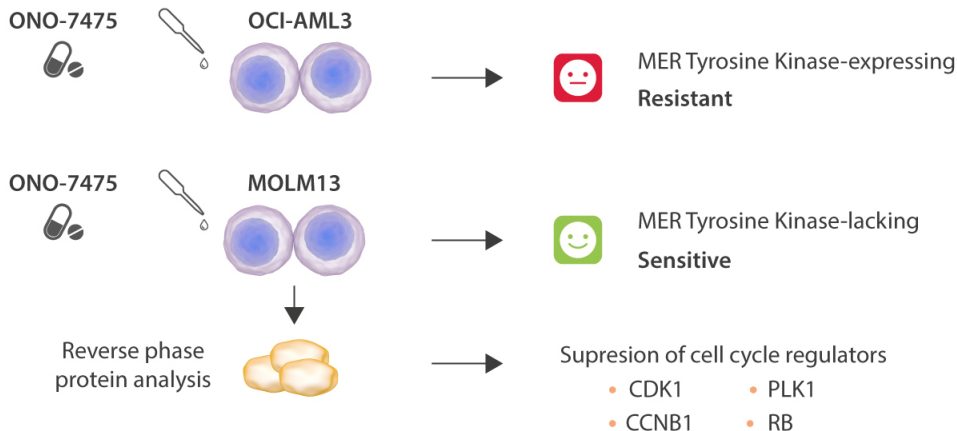 ONO-7475
OCI-AML3
MER Tyrosine Kinase-expressing
Resistant
ONO-7475
MOLM13
MER Tyrosine Kinase-lacking
Sensitive
Reverse phase
protein analysis
Supresion of cell cycle regulators
• CDK1
• PLK1
• CCNB1
• RB